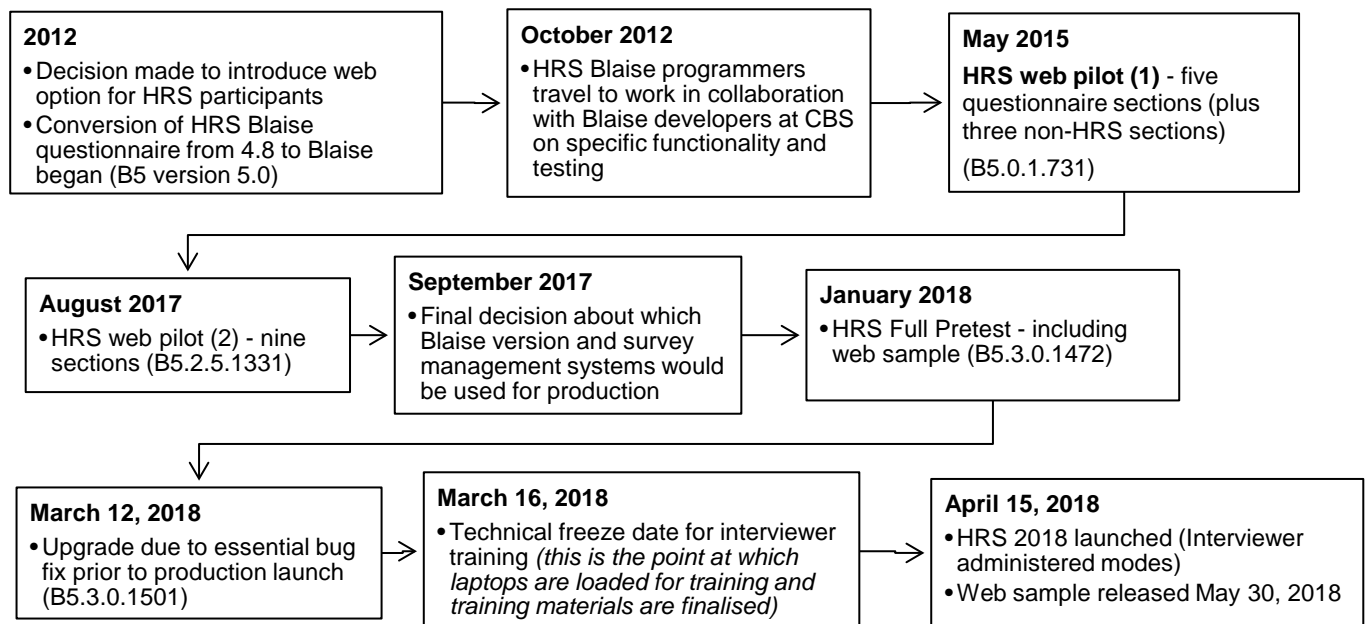 2012
•Decision made to introduce web
option for HRS participants
•Conversion of HRS Blaise
questionnaire from 4.8 to Blaise
began (B5 version 5.0)
October 2012
•HRS Blaise programmers
travel to work in collaboration
with Blaise developers at CBS
on specific functionality and
testing
May 2015
HRS web pilot (1) - five
questionnaire sections (plus
three non-HRS sections)
(B5.0.1.731)
August 2017
•HRS web pilot (2) - nine
sections (B5.2.5.1331)
September 2017
•Final decision about which
Blaise version and survey
management systems would
be used for production
January 2018
•HRS Full Pretest - including
web sample (B5.3.0.1472)
March 12, 2018
•Upgrade due to essential bug
fix prior to production launch
(B5.3.0.1501)
March 16, 2018
•Technical freeze date for interviewer
training (this is the point at which
laptops are loaded for training and
training materials are finalised)
April 15, 2018
•HRS 2018 launched (Interviewer
administered modes)
•Web sample released May 30, 2018